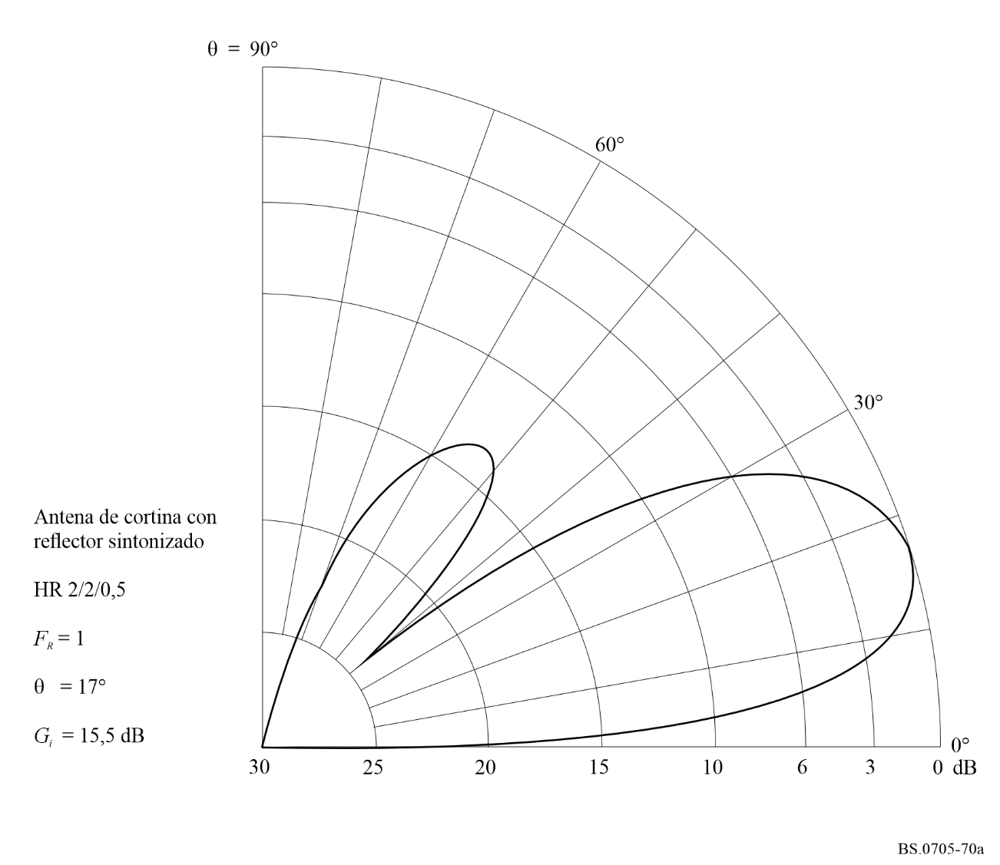 θ = 90°
60°
30°
Antena de cortina con
reflector sintonizado
HR 2/2/0,5
F_R = 1
θ = 17°
G_i = 15,5 dB
0°
30 25 20 15 10 6 3 0 dB
BS.0705-70a